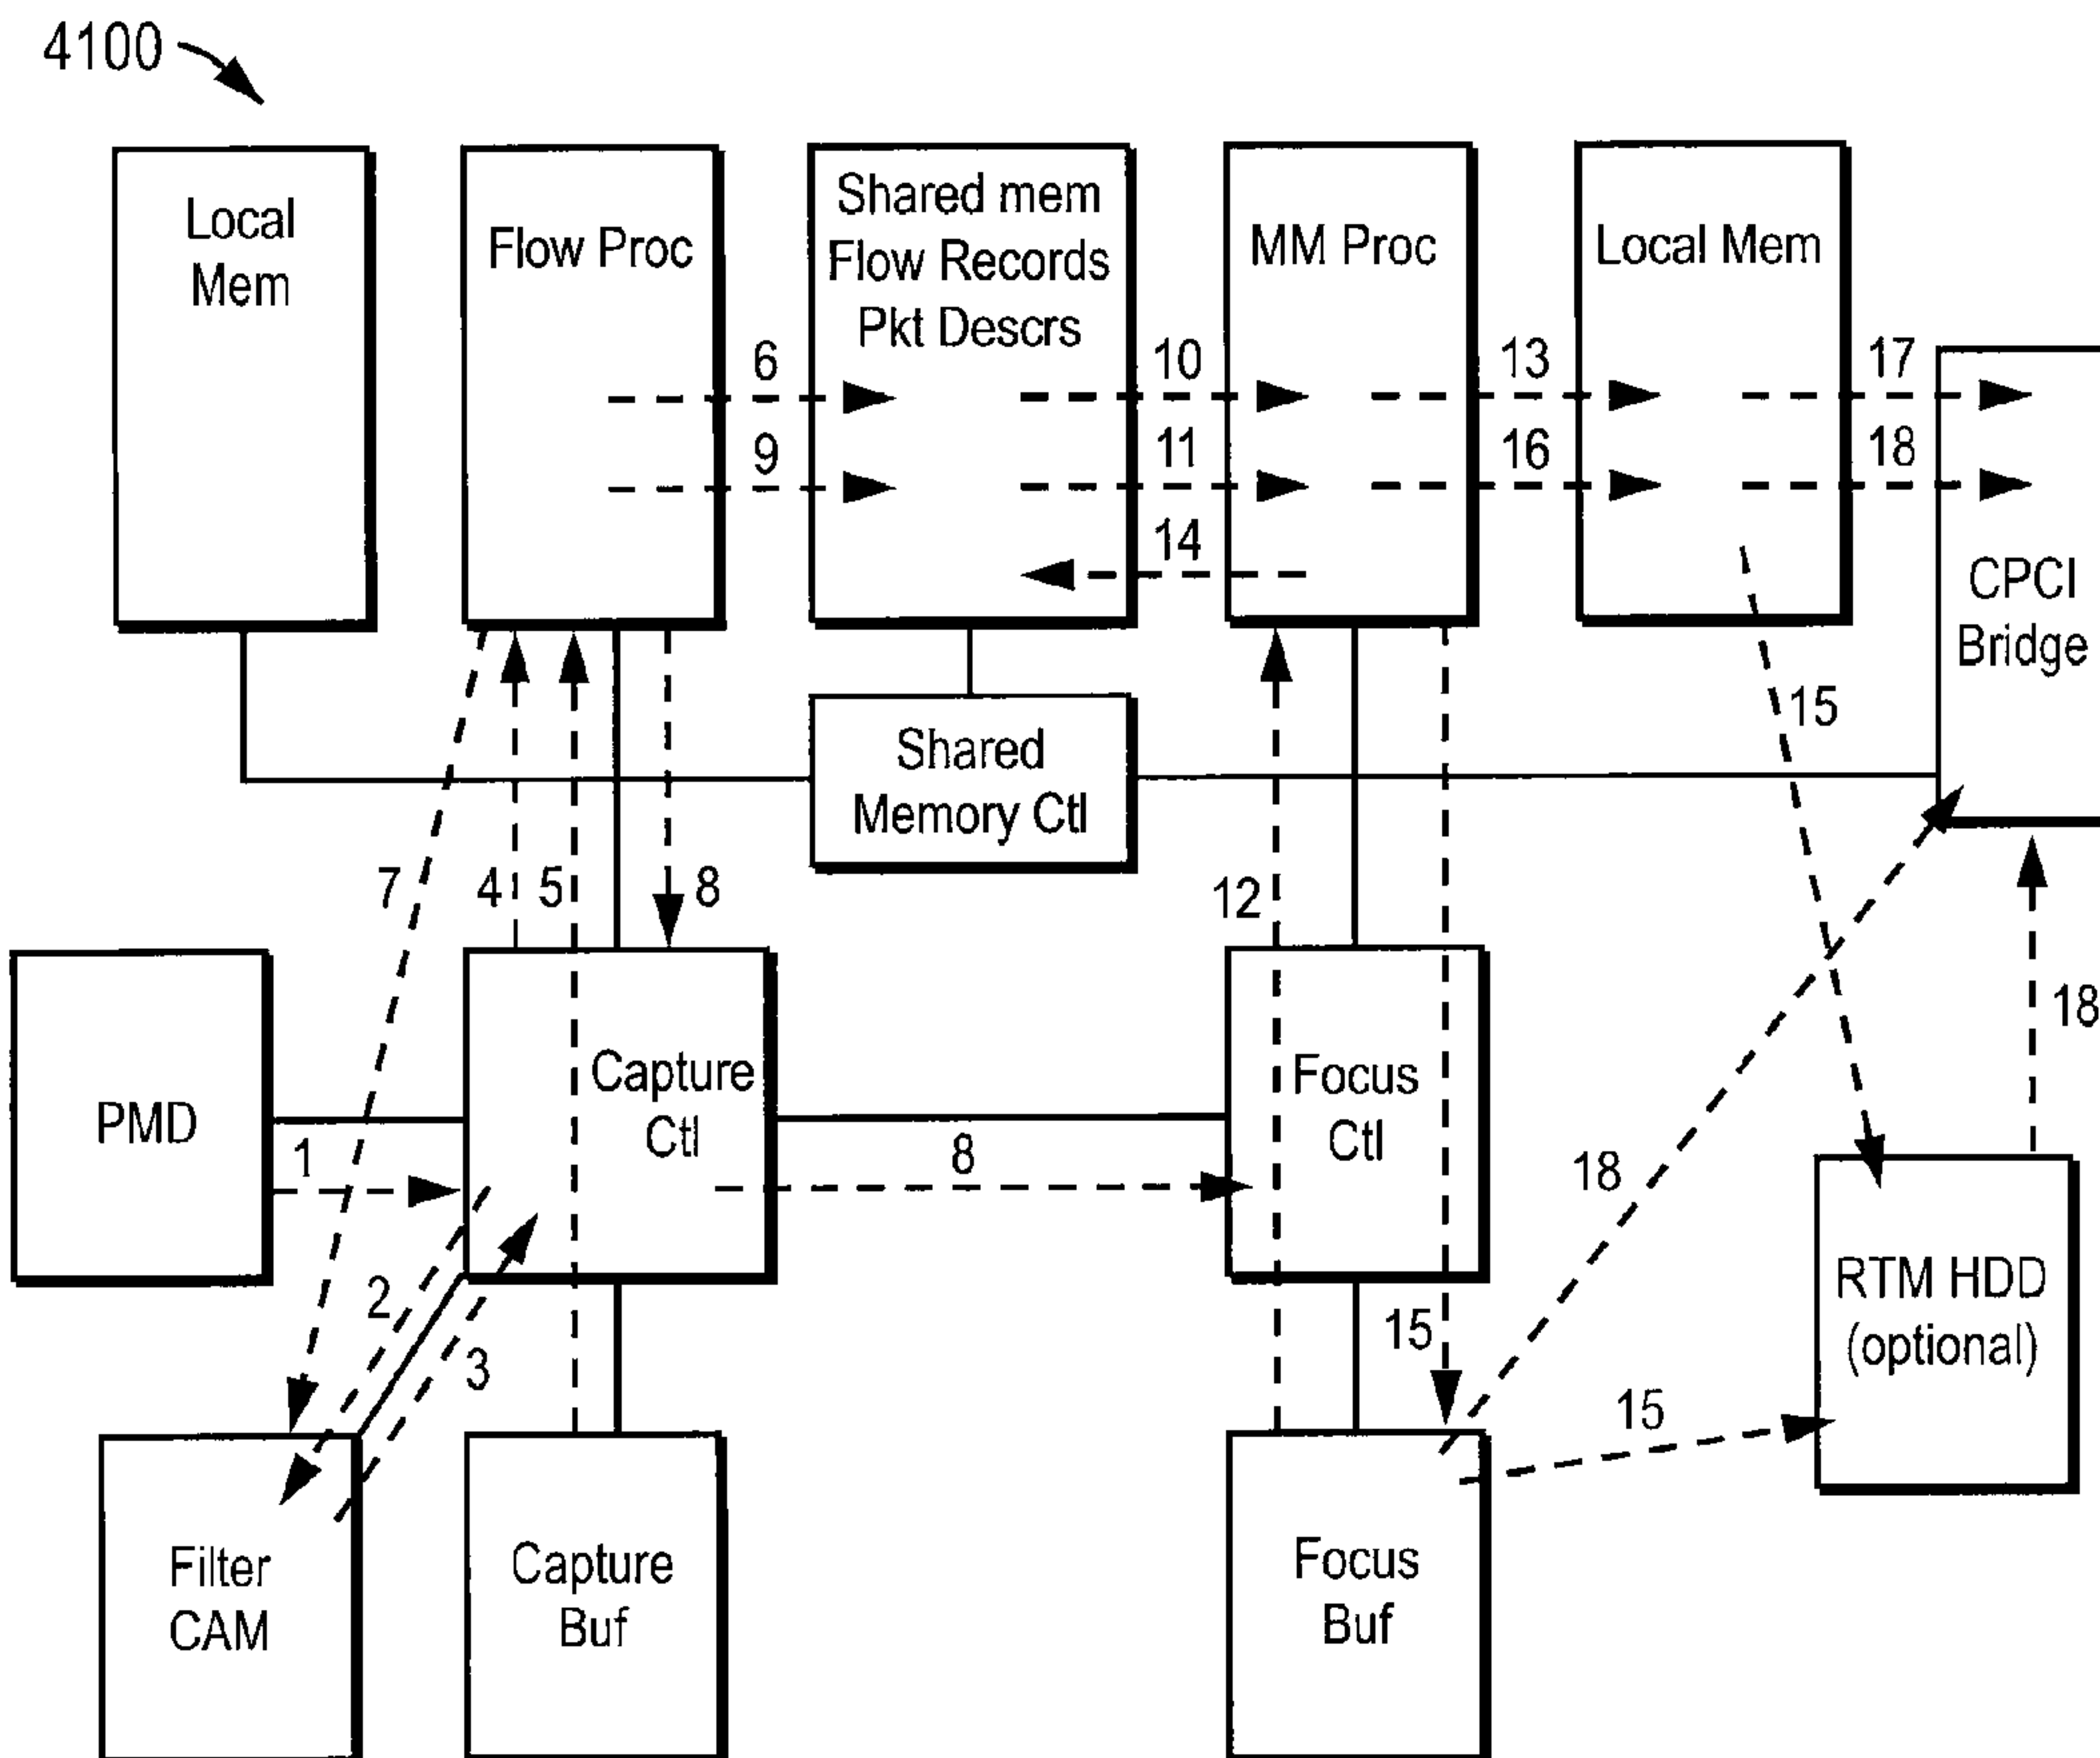 4100
Local
Mem
Flow Proc
Shared mem
Flow Records
Pkt Descrs
MM Proc
Local Mem
6
10
13
17
9
11
16
18
14
CPCI
Bridge
15
Shared
Memory Ctl
7
4
5
8
12
18
PMD
Capture
Ctl
Focus
Ctl
1
8
18
2
3
15
RTM HDD
(optional)
15
Filter
CAM
Capture
Buf
Focus
Buf